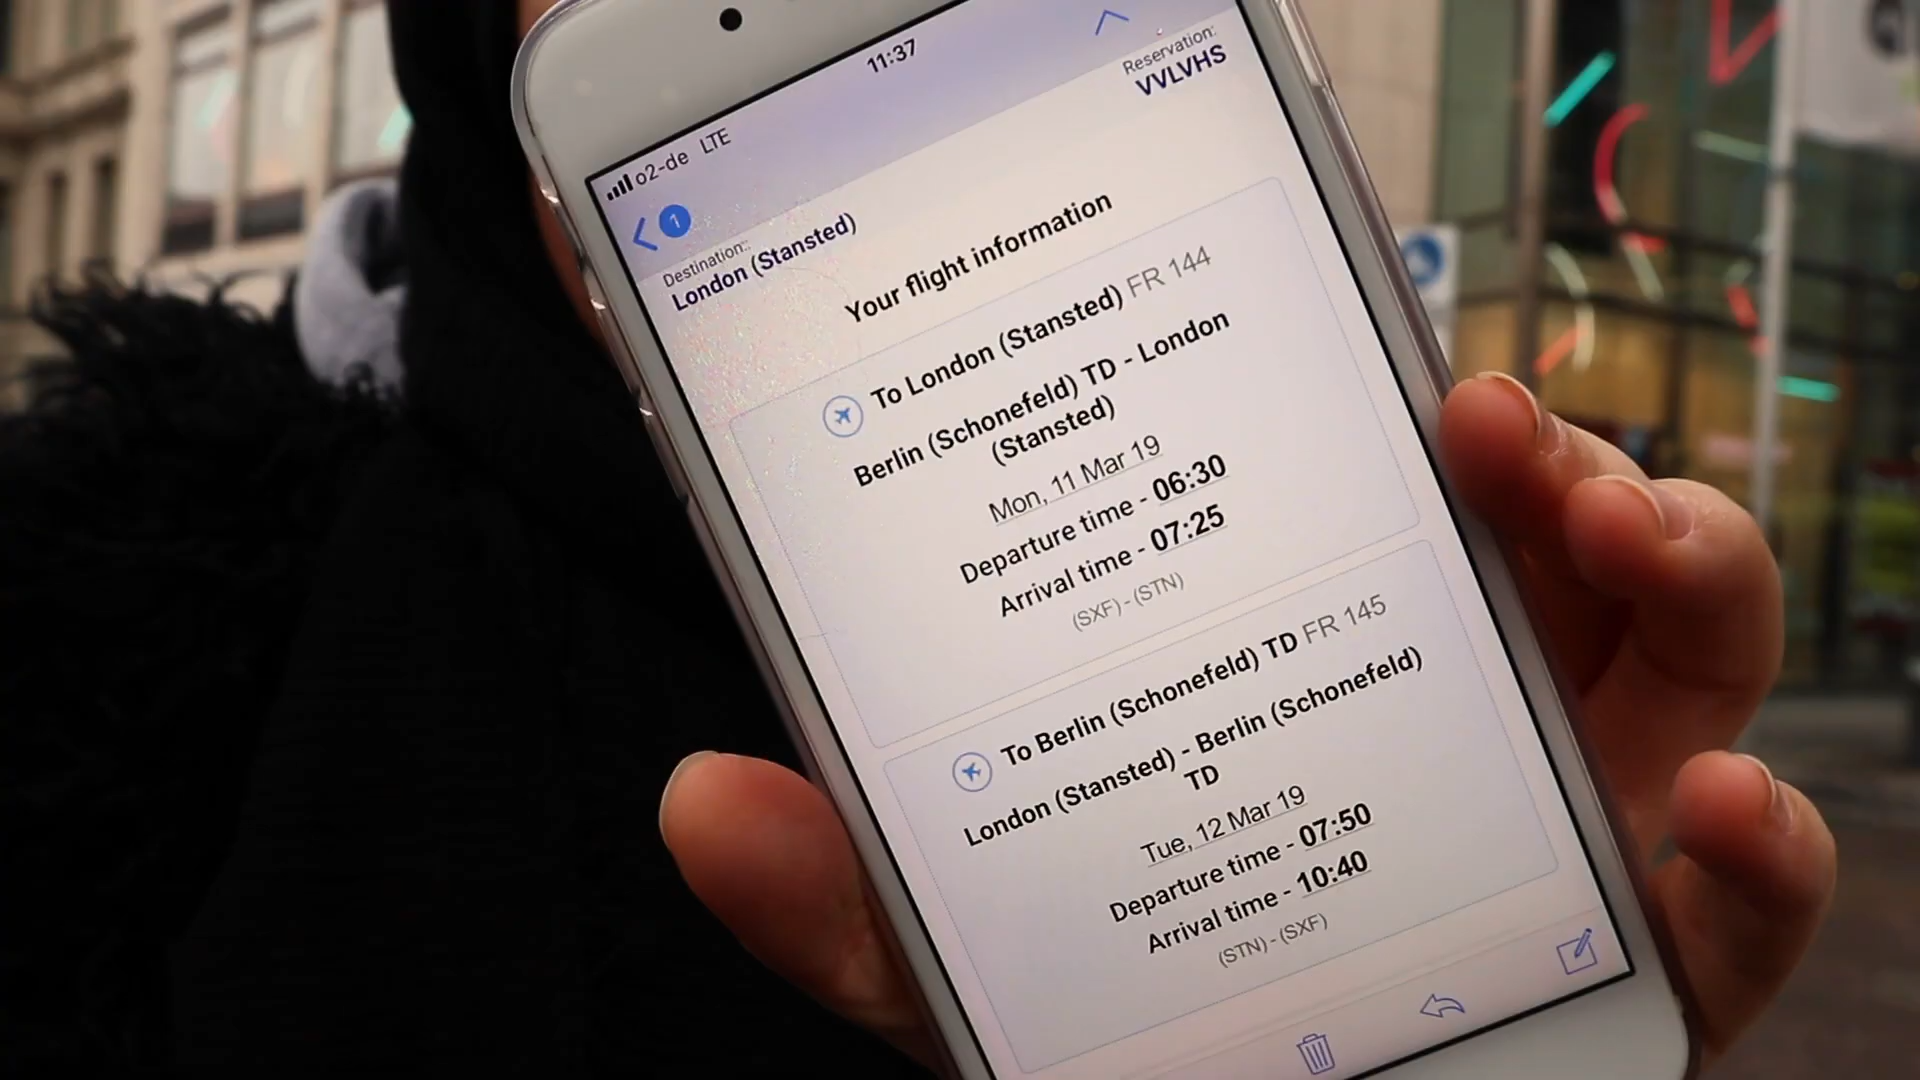 11:37
o2-de LTE
1
Reservation:
VVLVHS
Destination::
London (Stansted)
Your flight information
To London (Stansted) FR 144
Berlin (Schonefeld) TD - London
(Stansted)
Mon, 11 Mar 19
Departure time - 06:30
Arrival time - 07:25
(SXF) - (STN)
To Berlin (Schonefeld) TD FR 145
London (Stansted) - Berlin (Schonefeld)
TD
Tue, 12 Mar 19
Departure time - 07:50
Arrival time - 10:40
(STN) - (SXF)